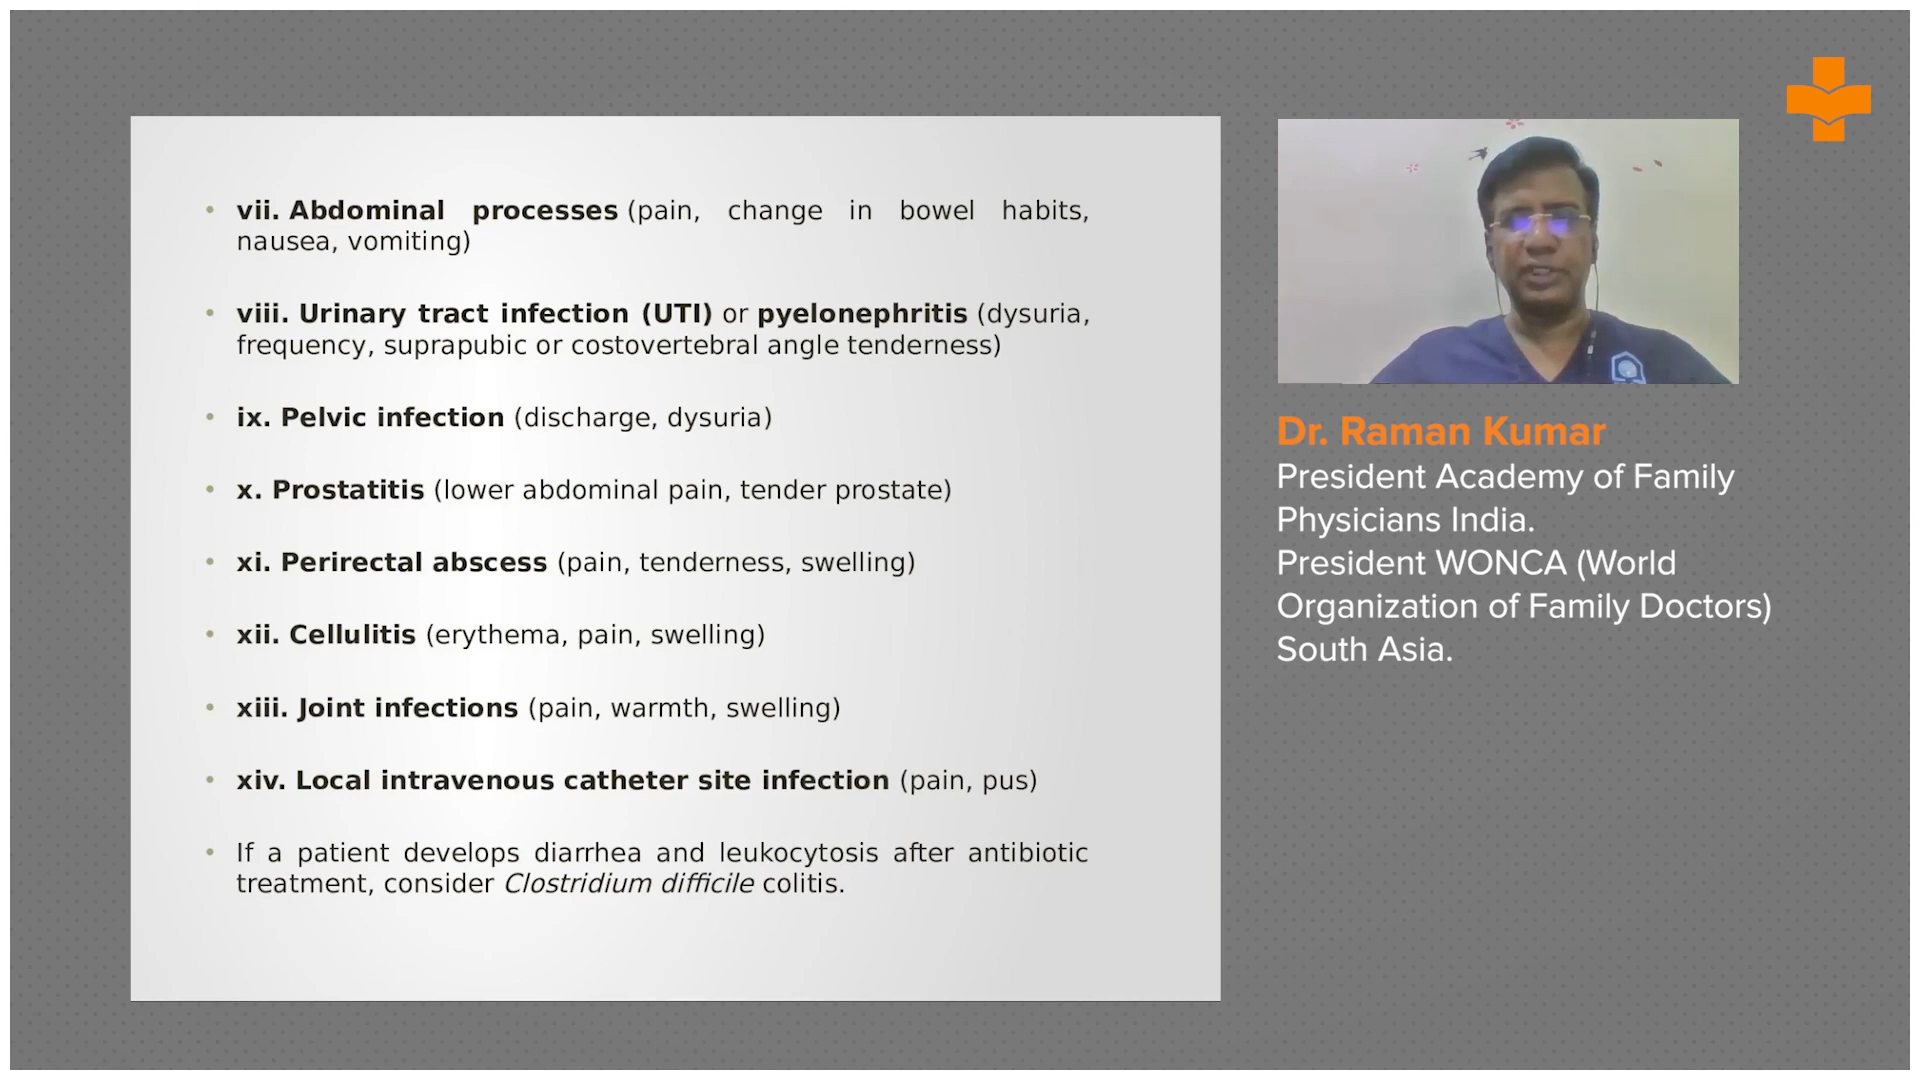 • vii. Abdominal processes (pain, change in bowel habits,
nausea, vomiting)
• viii. Urinary tract infection (UTI) or pyelonephritis (dysuria,
frequency, suprapubic or costovertebral angle tenderness)
• ix. Pelvic infection (discharge, dysuria)
• x. Prostatitis (lower abdominal pain, tender prostate)
• xi. Perirectal abscess (pain, tenderness, swelling)
• xii. Cellulitis (erythema, pain, swelling)
• xiii. Joint infections (pain, warmth, swelling)
• xiv. Local intravenous catheter site infection (pain, pus)
• If a patient develops diarrhea and leukocytosis after antibiotic
treatment, consider Clostridium difficile colitis.
Dr. Raman Kumar
President Academy of Family
Physicians India.
President WONCA (World
Organization of Family Doctors)
South Asia.